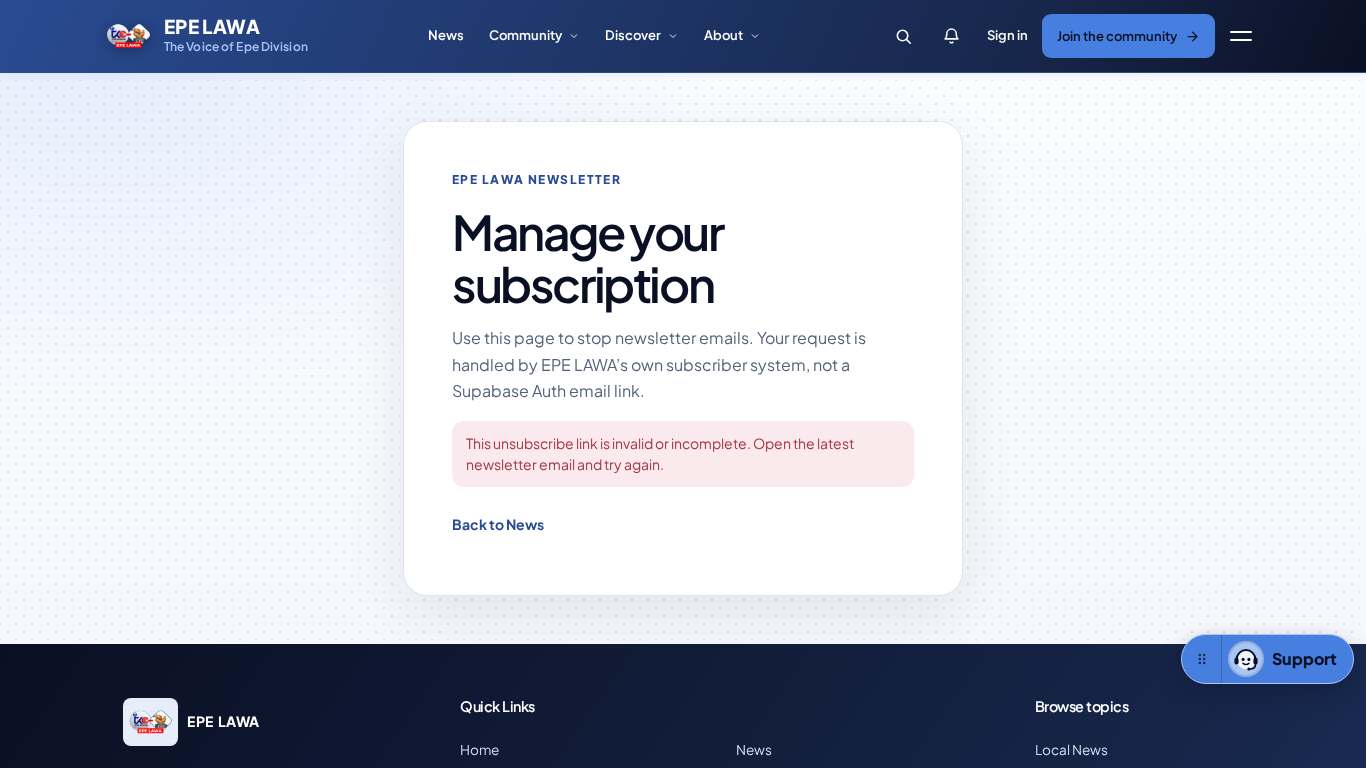 EPE LAWA
The Voice of Epe Division
News
Community
Discover
About
Sign in
Join the community
EPE LAWA NEWSLETTER
Manage your
subscription
Use this page to stop newsletter emails. Your request is
handled by EPE LAWA's own subscriber system, not a
Supabase Auth email link.
This unsubscribe link is invalid or incomplete. Open the latest
newsletter email and try again.
Back to News
Support
EPE LAWA
Quick Links
Browse topics
Home
News
Local News